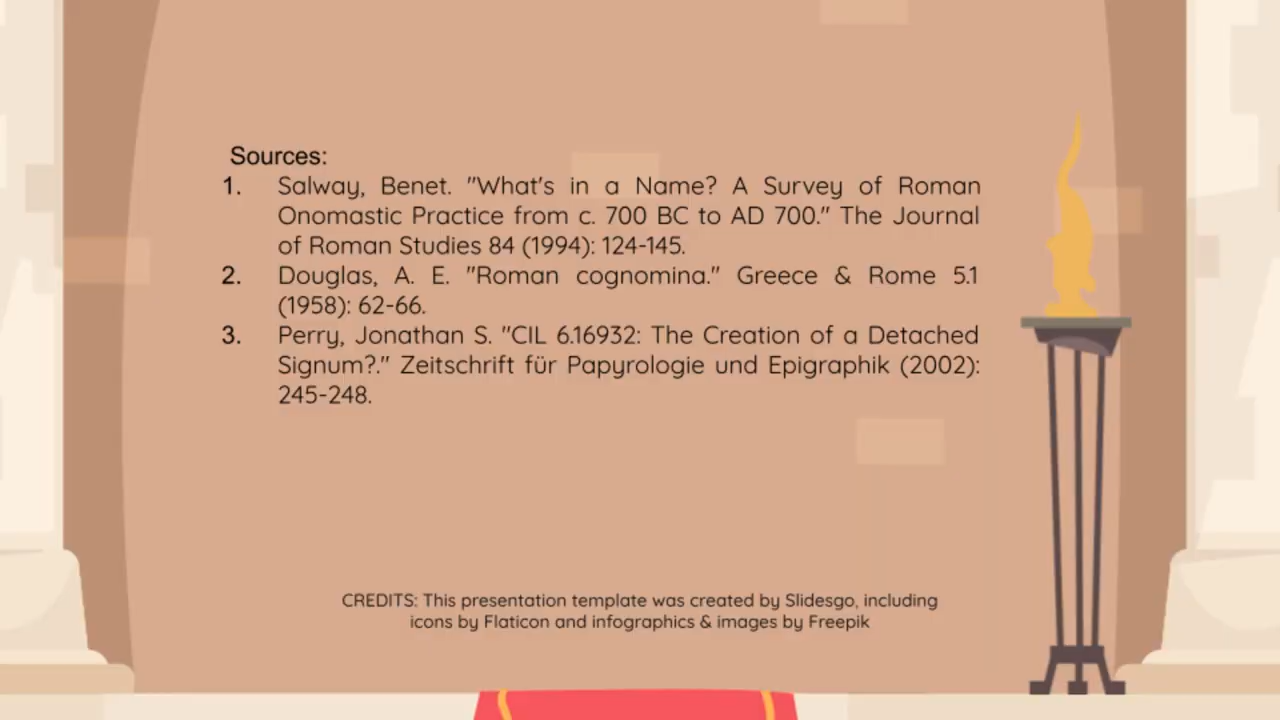 Sources:
1. Salway, Benet. "What's in a Name? A Survey of Roman
Onomastic Practice from c. 700 BC to AD 700." The Journal
of Roman Studies 84 (1994): 124-145.
2. Douglas, A. E. "Roman cognomina." Greece & Rome 5.1
(1958): 62-66.
3. Perry, Jonathan S. "CIL 6.16932: The Creation of a Detached
Signum?." Zeitschrift für Papyrologie und Epigraphik (2002):
245-248.
CREDITS: This presentation template was created by Slidesgo, including
icons by Flaticon and infographics & images by Freepik